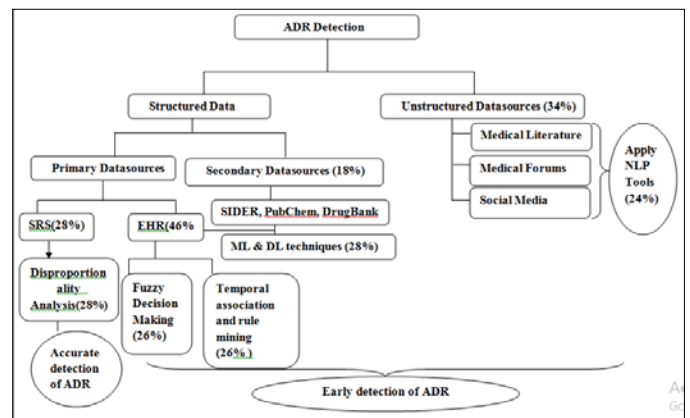 ADR Detection
Structured Data
Unstructured Datasources (34%)
Medical Literature
Medical Forums
Social Media
Apply
NLP
Tools
(24%)
Primary Datasources
Secondary Datasources (18%)
SIDER, PubChem, DrugBank
SRS(28%)
EHR(46%
ML & DL techniques (28%)
Disproportion
ality
Analysis(28%)
Fuzzy
Decision
Making
(26%)
Temporal
association
and rule
mining
(26%)
Accurate
detection
of ADR
Early detection of ADR